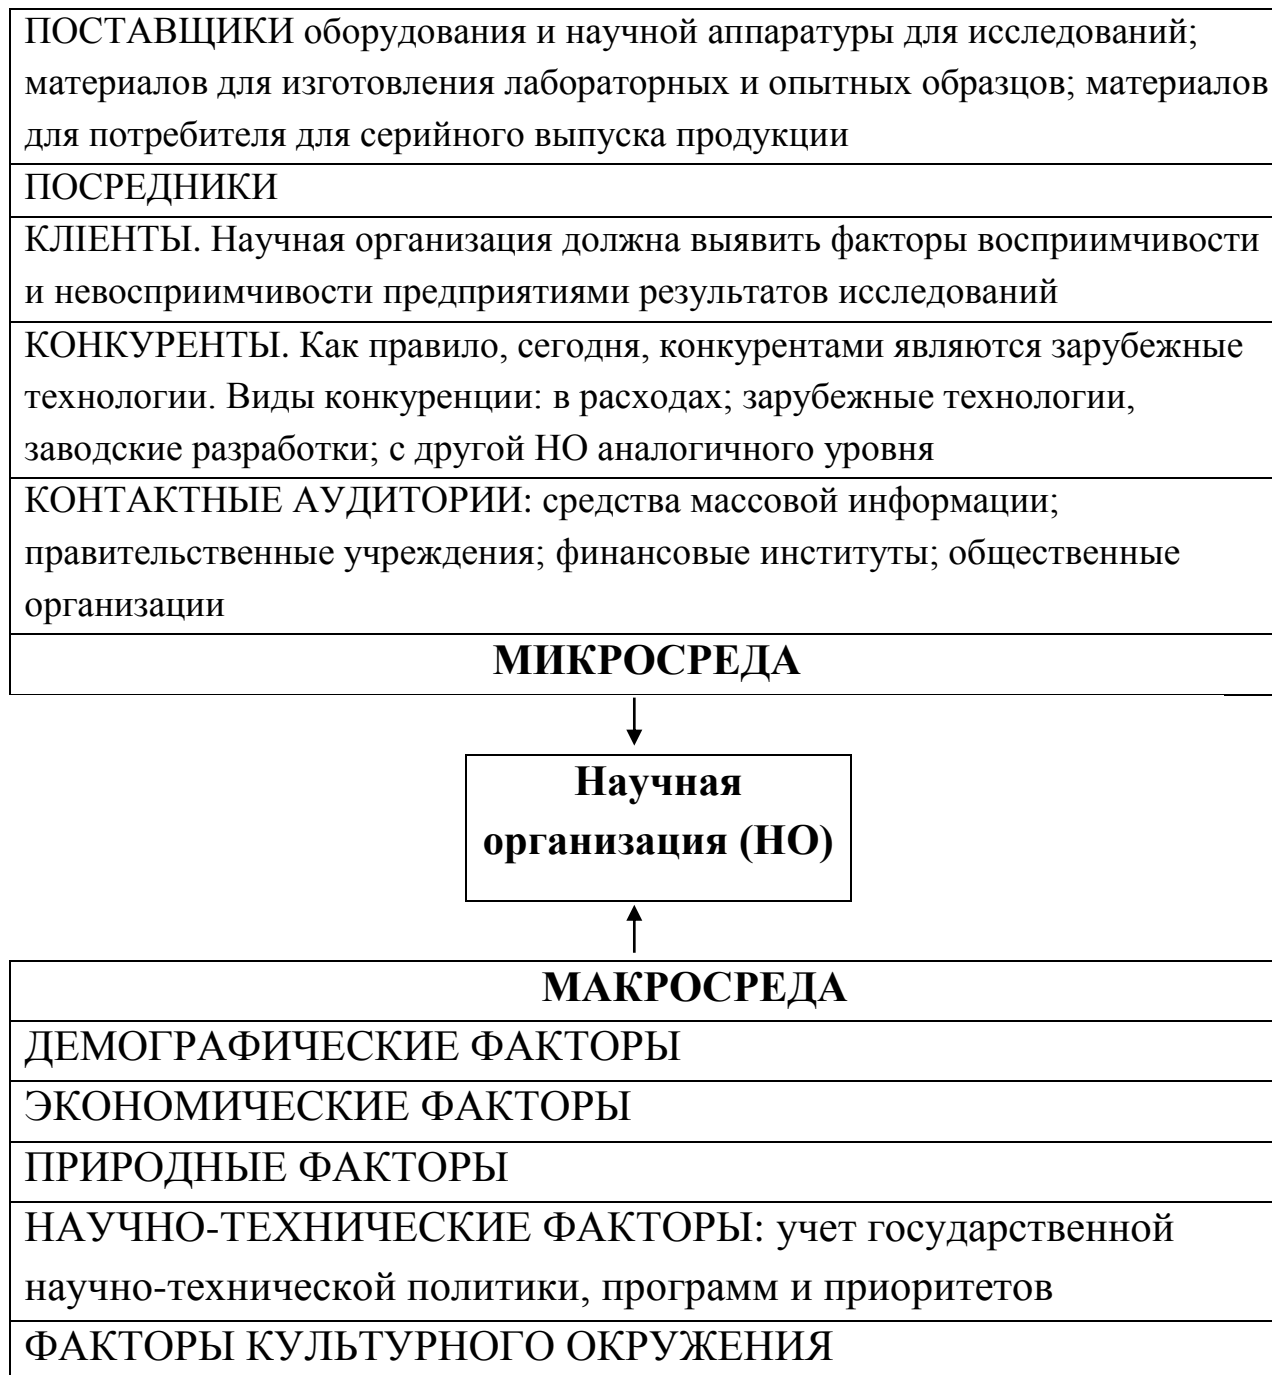 ПОСТАВЩИКИ оборудования и научной аппаратуры для исследований;
материалов для изготовления лабораторных и опытных образцов; материалов
для потребителя для серийного выпуска продукции
ПОСРЕДНИКИ
КЛІЕНТЫ. Научная организация должна выявить факторы восприимчивости
и невосприимчивости предприятиями результатов исследований
КОНКУРЕНТЫ. Как правило, сегодня, конкурентами являются зарубежные
технологии. Виды конкуренции: в расходах; зарубежные технологии,
заводские разработки; с другой НО аналогичного уровня
КОНТАКТНЫЕ АУДИТОРИИ: средства массовой информации;
правительственные учреждения; финансовые институты; общественные
организации
МИКРОСРЕДА
Научная
организация (НО)
МАКРОСРЕДА
ДЕМОГРАФИЧЕСКИЕ ФАКТОРЫ
ЭКОНОМИЧЕСКИЕ ФАКТОРЫ
ПРИРОДНЫЕ ФАКТОРЫ
НАУЧНО-ТЕХНИЧЕСКИЕ ФАКТОРЫ: учет государственной
научно-технической политики, программ и приоритетов
ФАКТОРЫ КУЛЬТУРНОГО ОКРУЖЕНИЯ